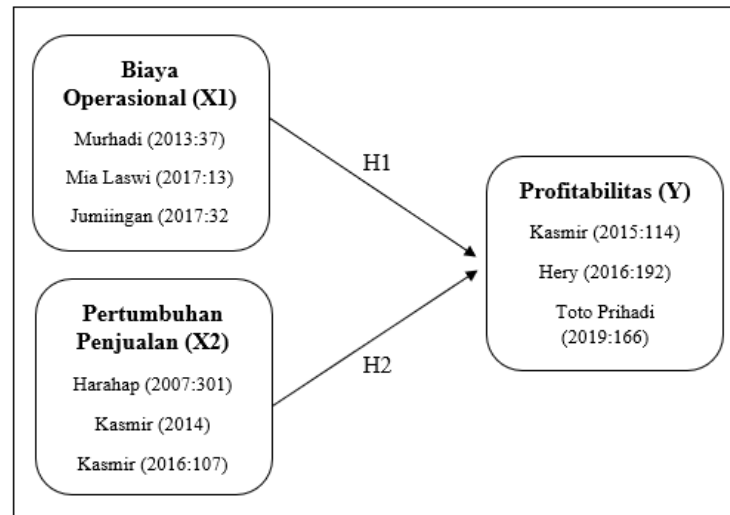 Biaya
Operasional (X1)
Murhadi (2013:37)
Mia Laswi (2017:13)
Jumiingan (2017:32
H1
Profitabilitas (Y)
Kasmir (2015:114)
Hery (2016:192)
Toto Prihadi
(2019:166)
Pertumbuhan
Penjualan (X2)
Harahap (2007:301)
Kasmir (2014)
Kasmir (2016:107)
H2